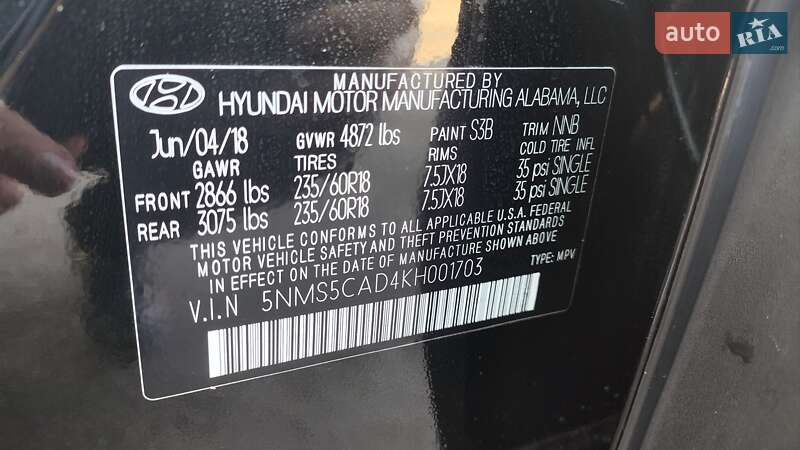 auto RIA.com
MANUFACTURED BY
HYUNDAI MOTOR MANUFACTURING ALABAMA, LLC
Jun/04/18 GVWR 4872 lbs PAINT S3B TRIM NNB
GAWR TIRES RIMS COLD TIRE INFL
FRONT 2866 lbs 235/60R18 7.5JX18 35 psi SINGLE
REAR 3075 lbs 235/60R18 7.5JX18 35 psi SINGLE
THIS VEHICLE CONFORMS TO ALL APPLICABLE U.S.A. FEDERAL
MOTOR VEHICLE SAFETY AND THEFT PREVENTION STANDARDS
IN EFFECT ON THE DATE OF MANUFACTURE SHOWN ABOVE
V.I.N 5NMS5CAD4KH001703 TYPE: MPV